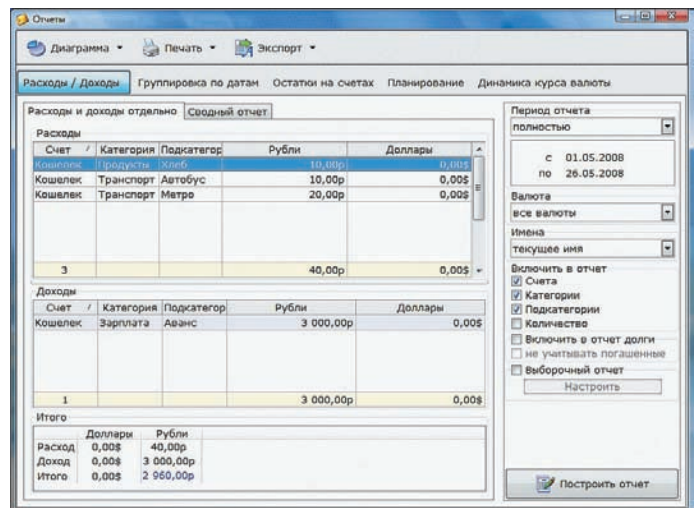 Отчеты
Диаграмма Печать Экспорт
Расходы / Доходы Группировка по датам Остатки на счетах Планирование Динамика курса валюты
Расходы и доходы отдельно Сводный отчет
Расходы
Счет / Категория Подкатегор Рубли Доллары
Кошелек Продукты Хлеб 10,00р 0,00$
Кошелек Транспорт Автобус 10,00р 0,00$
Кошелек Транспорт Метро 20,00р 0,00$
3 40,00р 0,00$
Доходы
Счет / Категория Подкатегор Рубли Доллары
Кошелек Зарплата Аванс 3 000,00р 0,00$
1 3 000,00р 0,00$
Итого
Доллары Рубли
Расход 0,00$ 40,00р
Доход 0,00$ 3 000,00р
Итого 0,00$ 2 960,00р
Период отчета
полностью
с 01.05.2008
по 26.05.2008
Валюта
все валюты
Имена
текущее имя
Включить в отчет
Счета
Категории
Подкатегории
Количество
Включить в отчет долги
не учитывать погашенные
Выборочный отчет
Настроить
Построить отчет